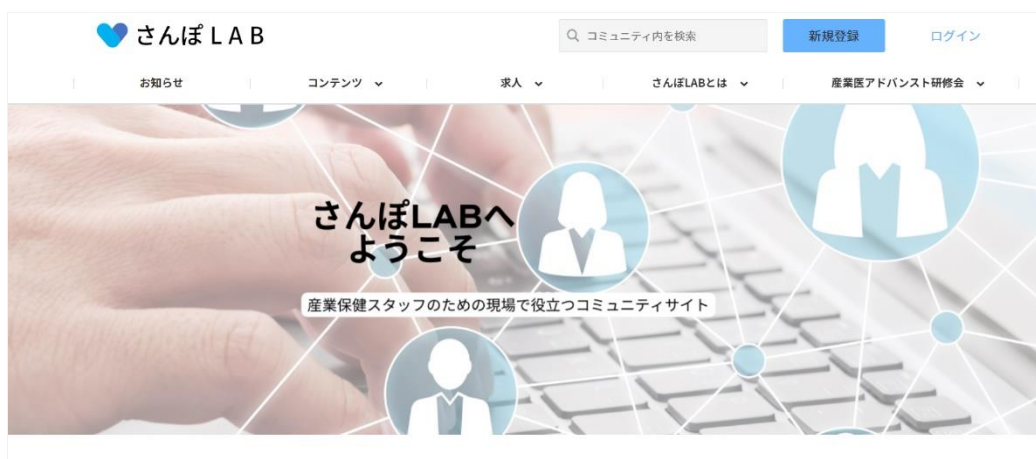 さんぽLAB
コミュニティ内を検索
新規登録
ログイン
お知らせ
コンテンツ
求人
さんぽLABとは
産業医アドバンスト研修会
さんぽLABへ
ようこそ
産業保健スタッフのための現場で役立つコミュニティサイト